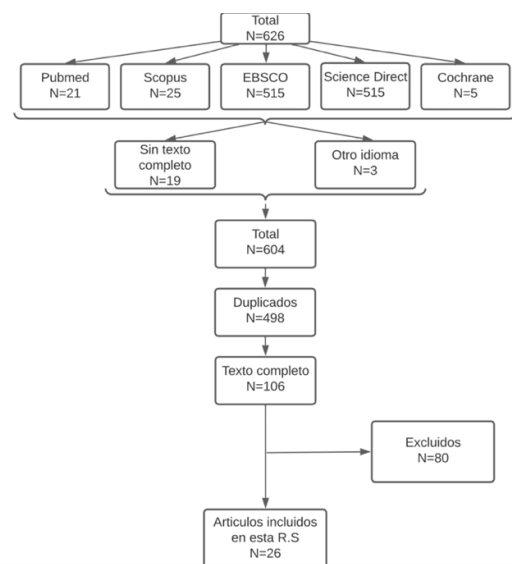 Total
N=626
Pubmed
N=21
Scopus
N=25
EBSCO
N=515
Science Direct
N=515
Cochrane
N=5
Sin texto
completo
N=19
Otro idioma
N=3
Total
N=604
Duplicados
N=498
Texto completo
N=106
Excluidos
N=80
Articulos incluidos
en esta R.S
N=26